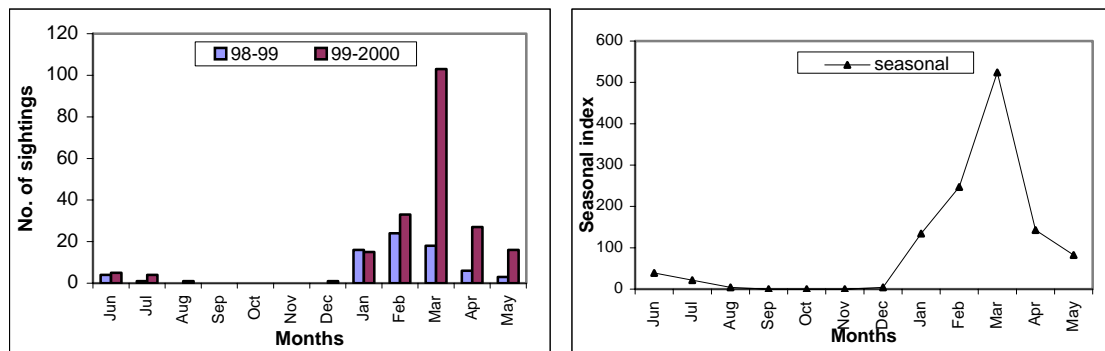 120
100
80
60
40
20
0
No. of sightings
98-99 99-2000
Jun Jul Aug Sep Oct Nov Dec Jan Feb Mar Apr May
Months
600
500
400
300
200
100
0
Seasonal index
seasonal
Jun Jul Aug Sep Oct Nov Dec Jan Feb Mar Apr May
Months